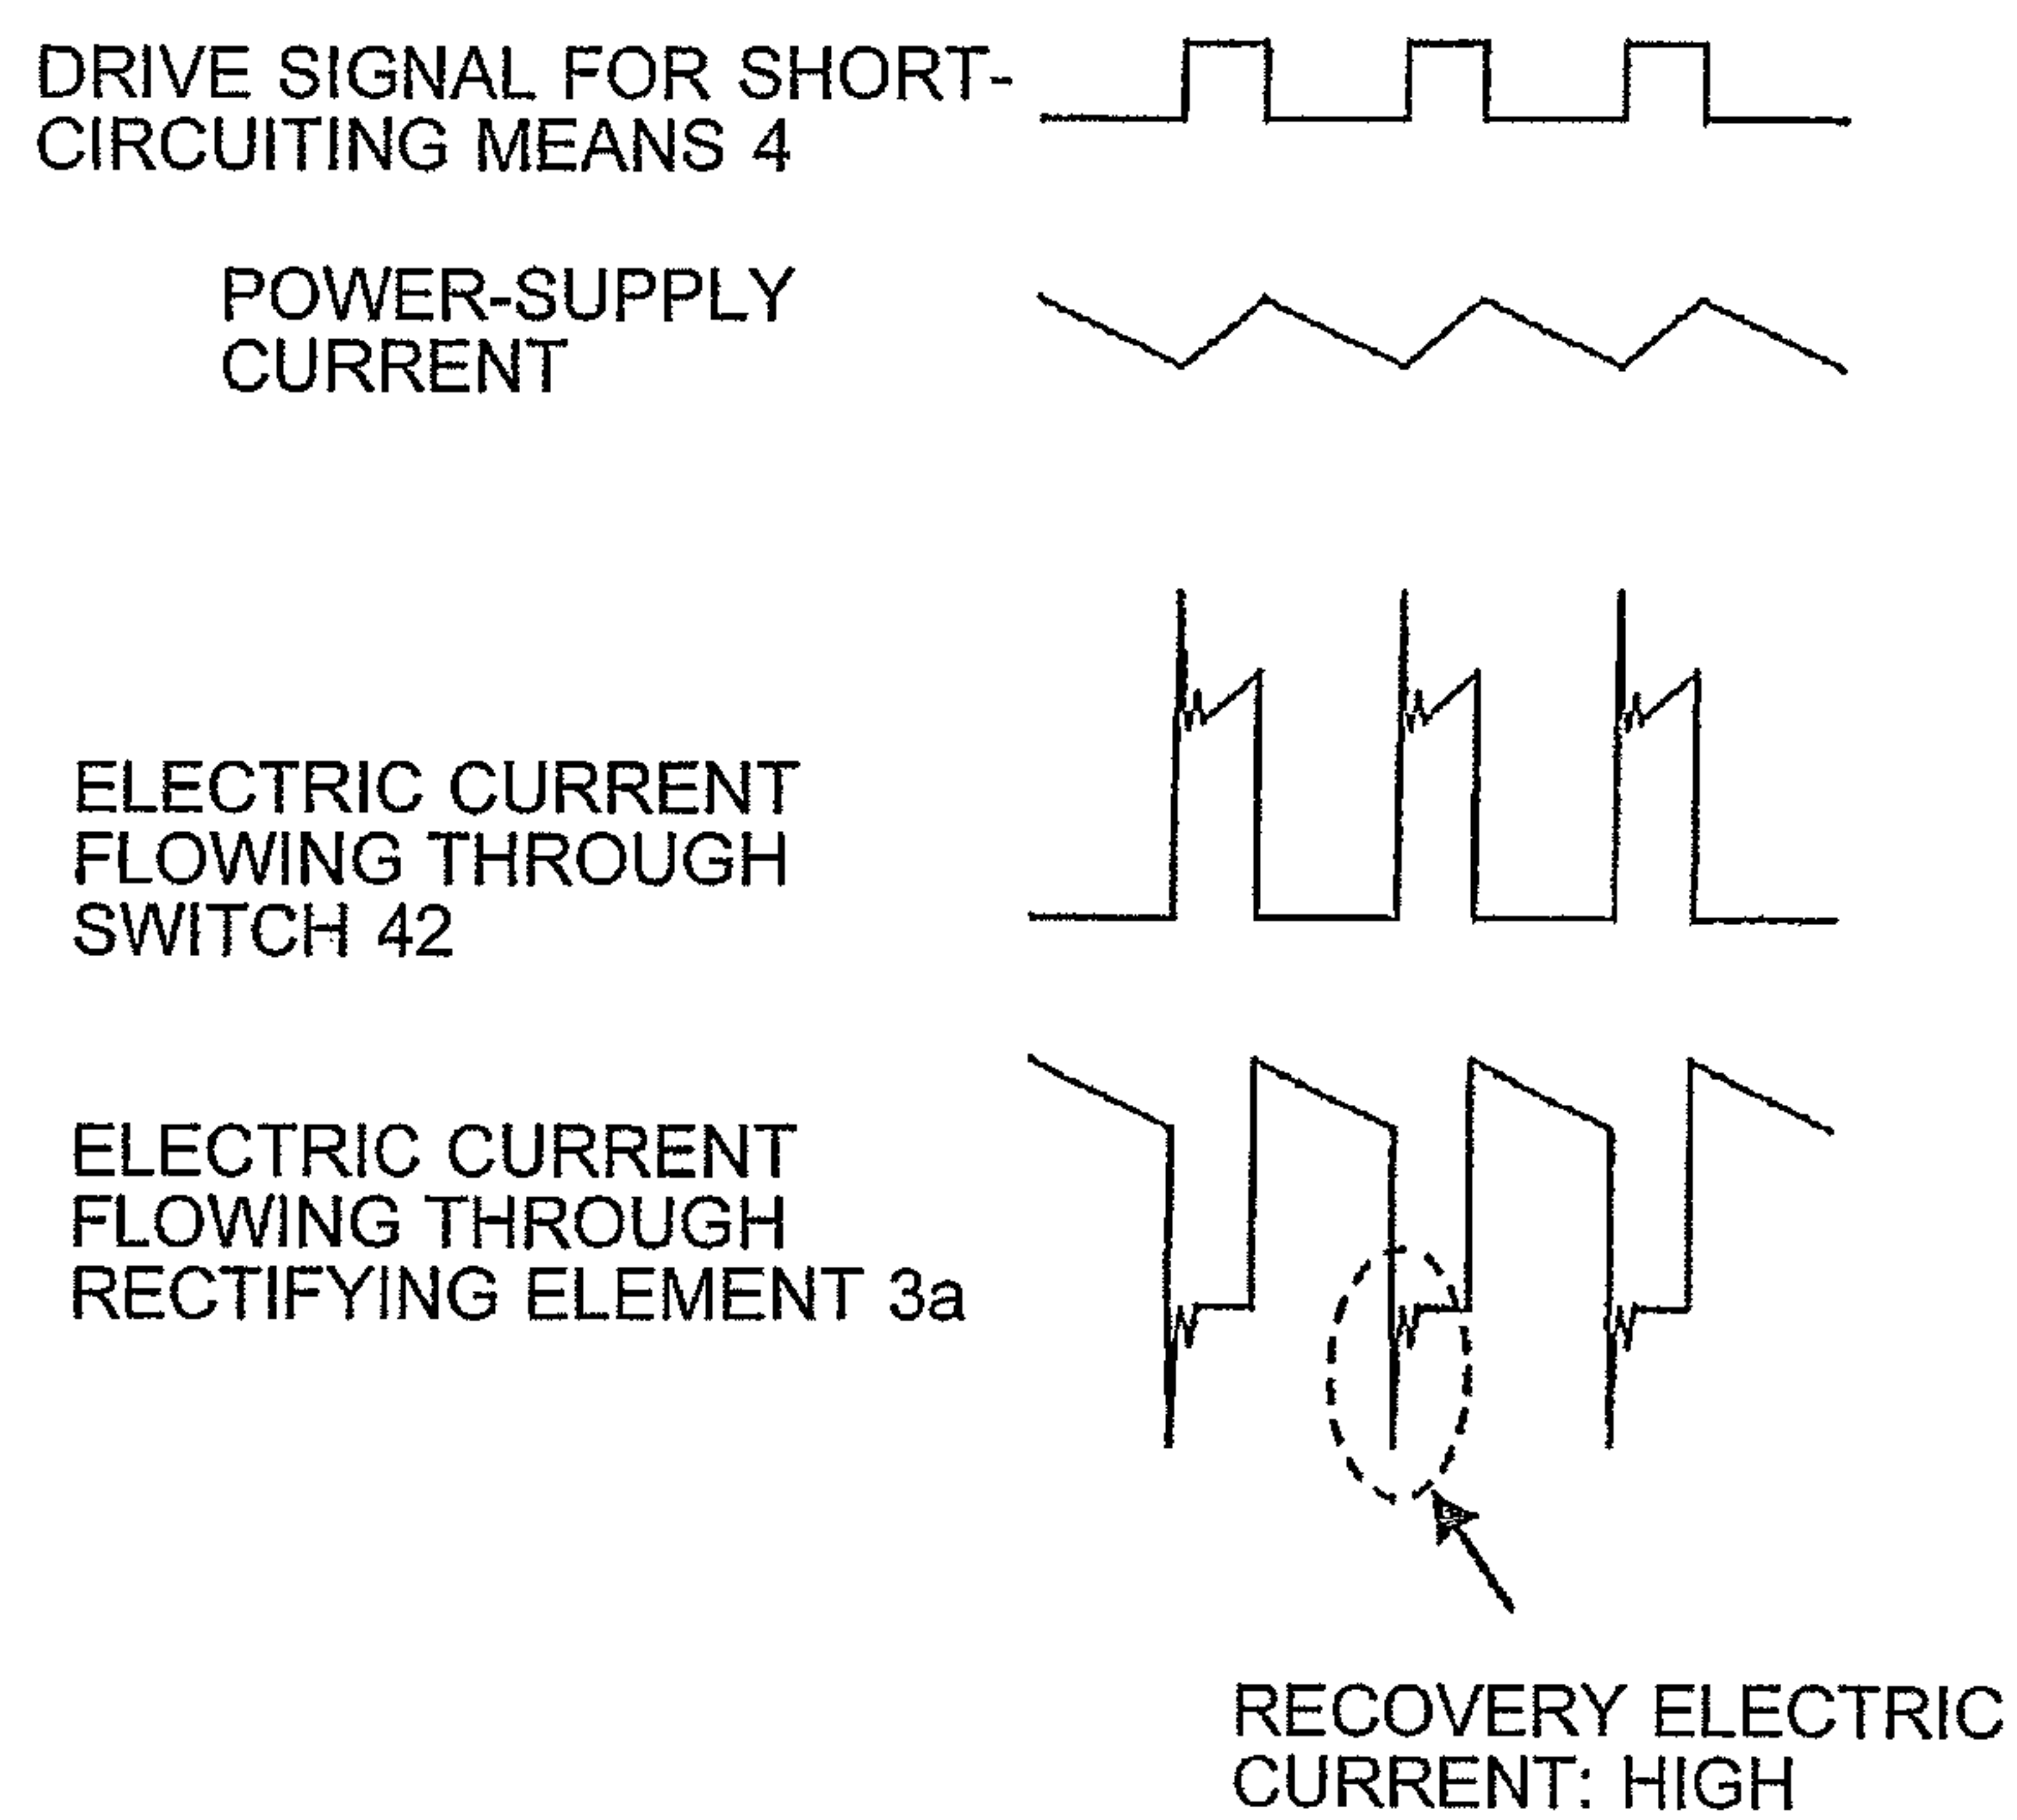 DRIVE SIGNAL FOR SHORT-
CIRCUITING MEANS 4
POWER-SUPPLY
CURRENT
ELECTRIC CURRENT
FLOWING THROUGH
SWITCH 42
ELECTRIC CURRENT
FLOWING THROUGH
RECTIFYING ELEMENT 3a
RECOVERY ELECTRIC
CURRENT: HIGH